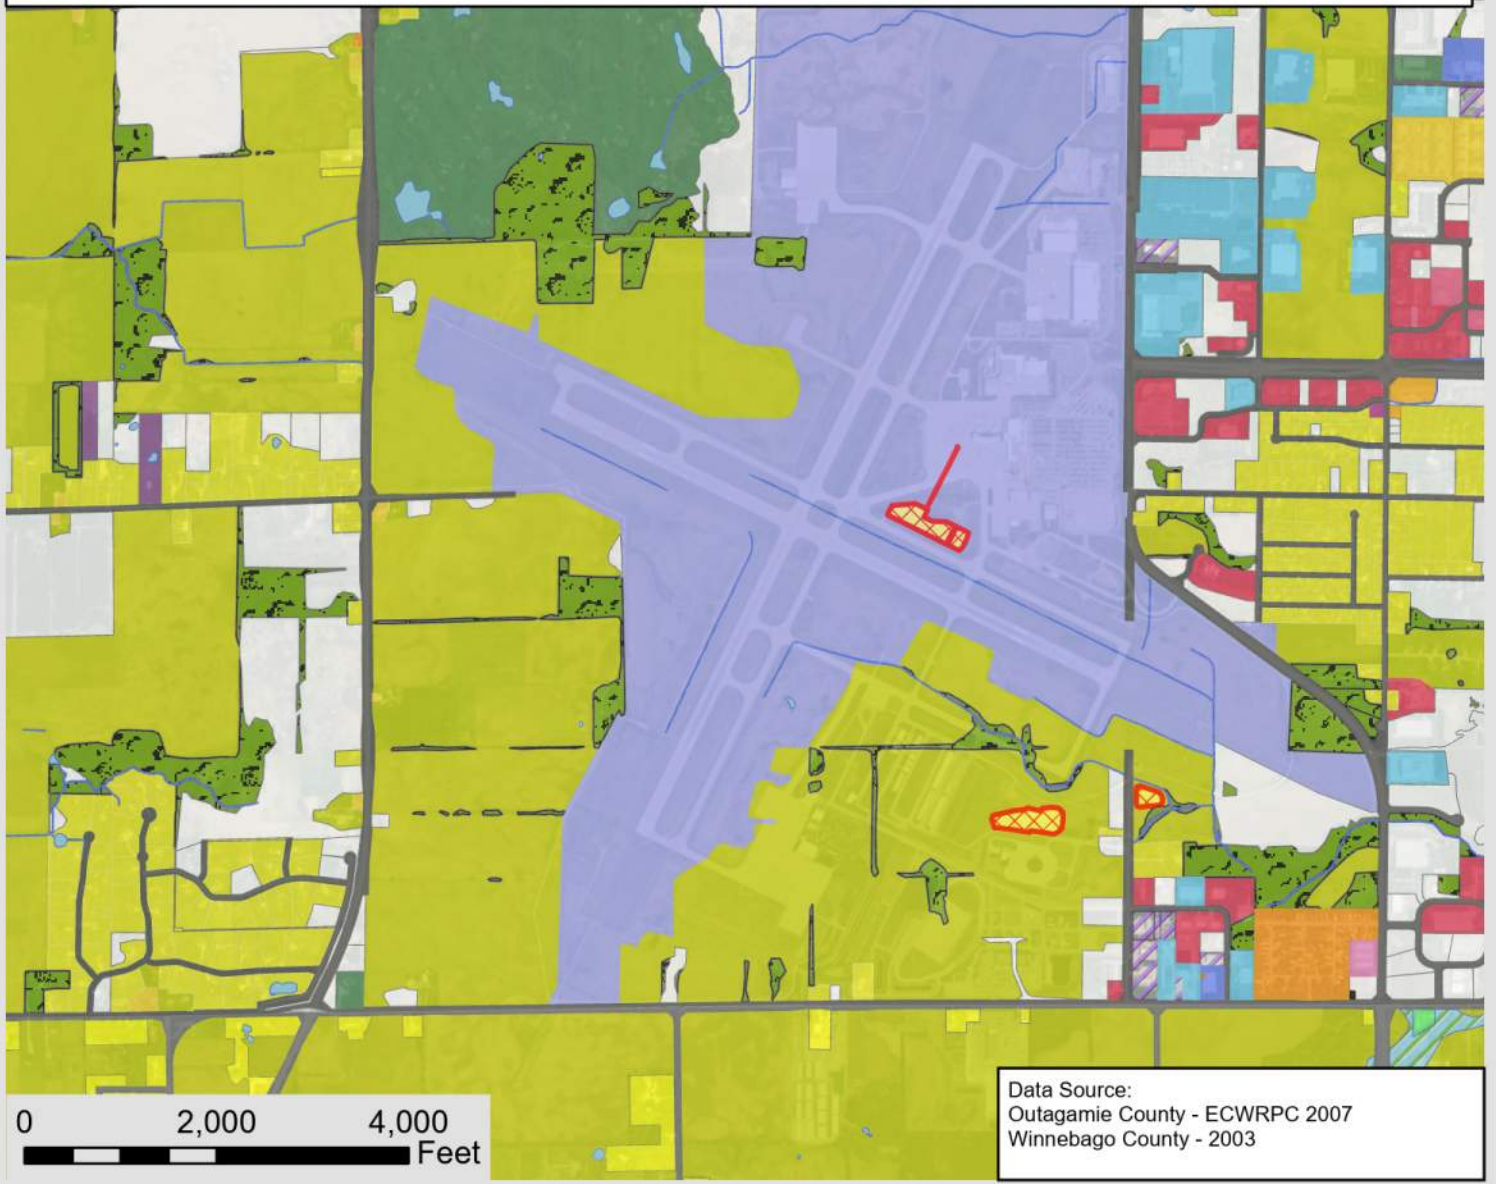 Data Source:
Outagamie County - ECWRPC 2007
Winnebago County - 2003
0 2,000 4,000
Feet